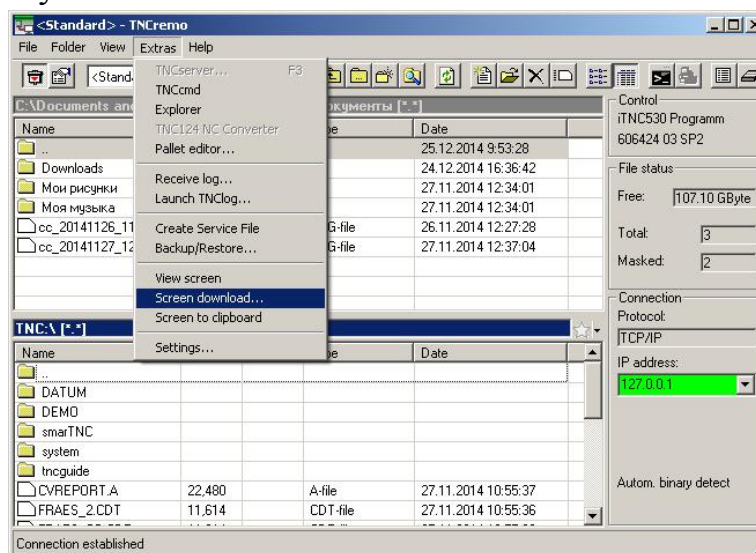 <Standard> - TNCremo
File Folder View Extras Help
<Stand
TNCserver... F3
TNCcmd
Explorer
TNC124 NC Converter
Pallet editor...
Receive log...
Launch TNClog...
Create Service File
Backup/Restore...
View screen
Screen download...
Screen to clipboard
Settings...
C:\Documents an кументы [*.*]
Name pe Date
.. 25.12.2014 9:53:28
Downloads 24.12.2014 16:36:42
Мои рисунки 27.11.2014 12:34:01
Моя музыка 27.11.2014 12:34:01
cc_20141126_11 G-file 26.11.2014 12:27:28
cc_20141127_12 G-file 27.11.2014 12:37:04
TNC:\ [*.*]
Name pe Date
..
DATUM
DEMO
smarTNC
system
tncguide
CVREPORT.A 22,480 A-file 27.11.2014 10:55:37
FRAES_2.CDT 11,614 CDT-file 27.11.2014 10:55:36
Control
iTNC530 Programm
606424 03 SP2
File status
Free: 107.10 GByte
Total: 3
Masked: 2
Connection
Protocol:
TCP/IP
IP address:
127.0.0.1
Autom. binary detect
Connection established